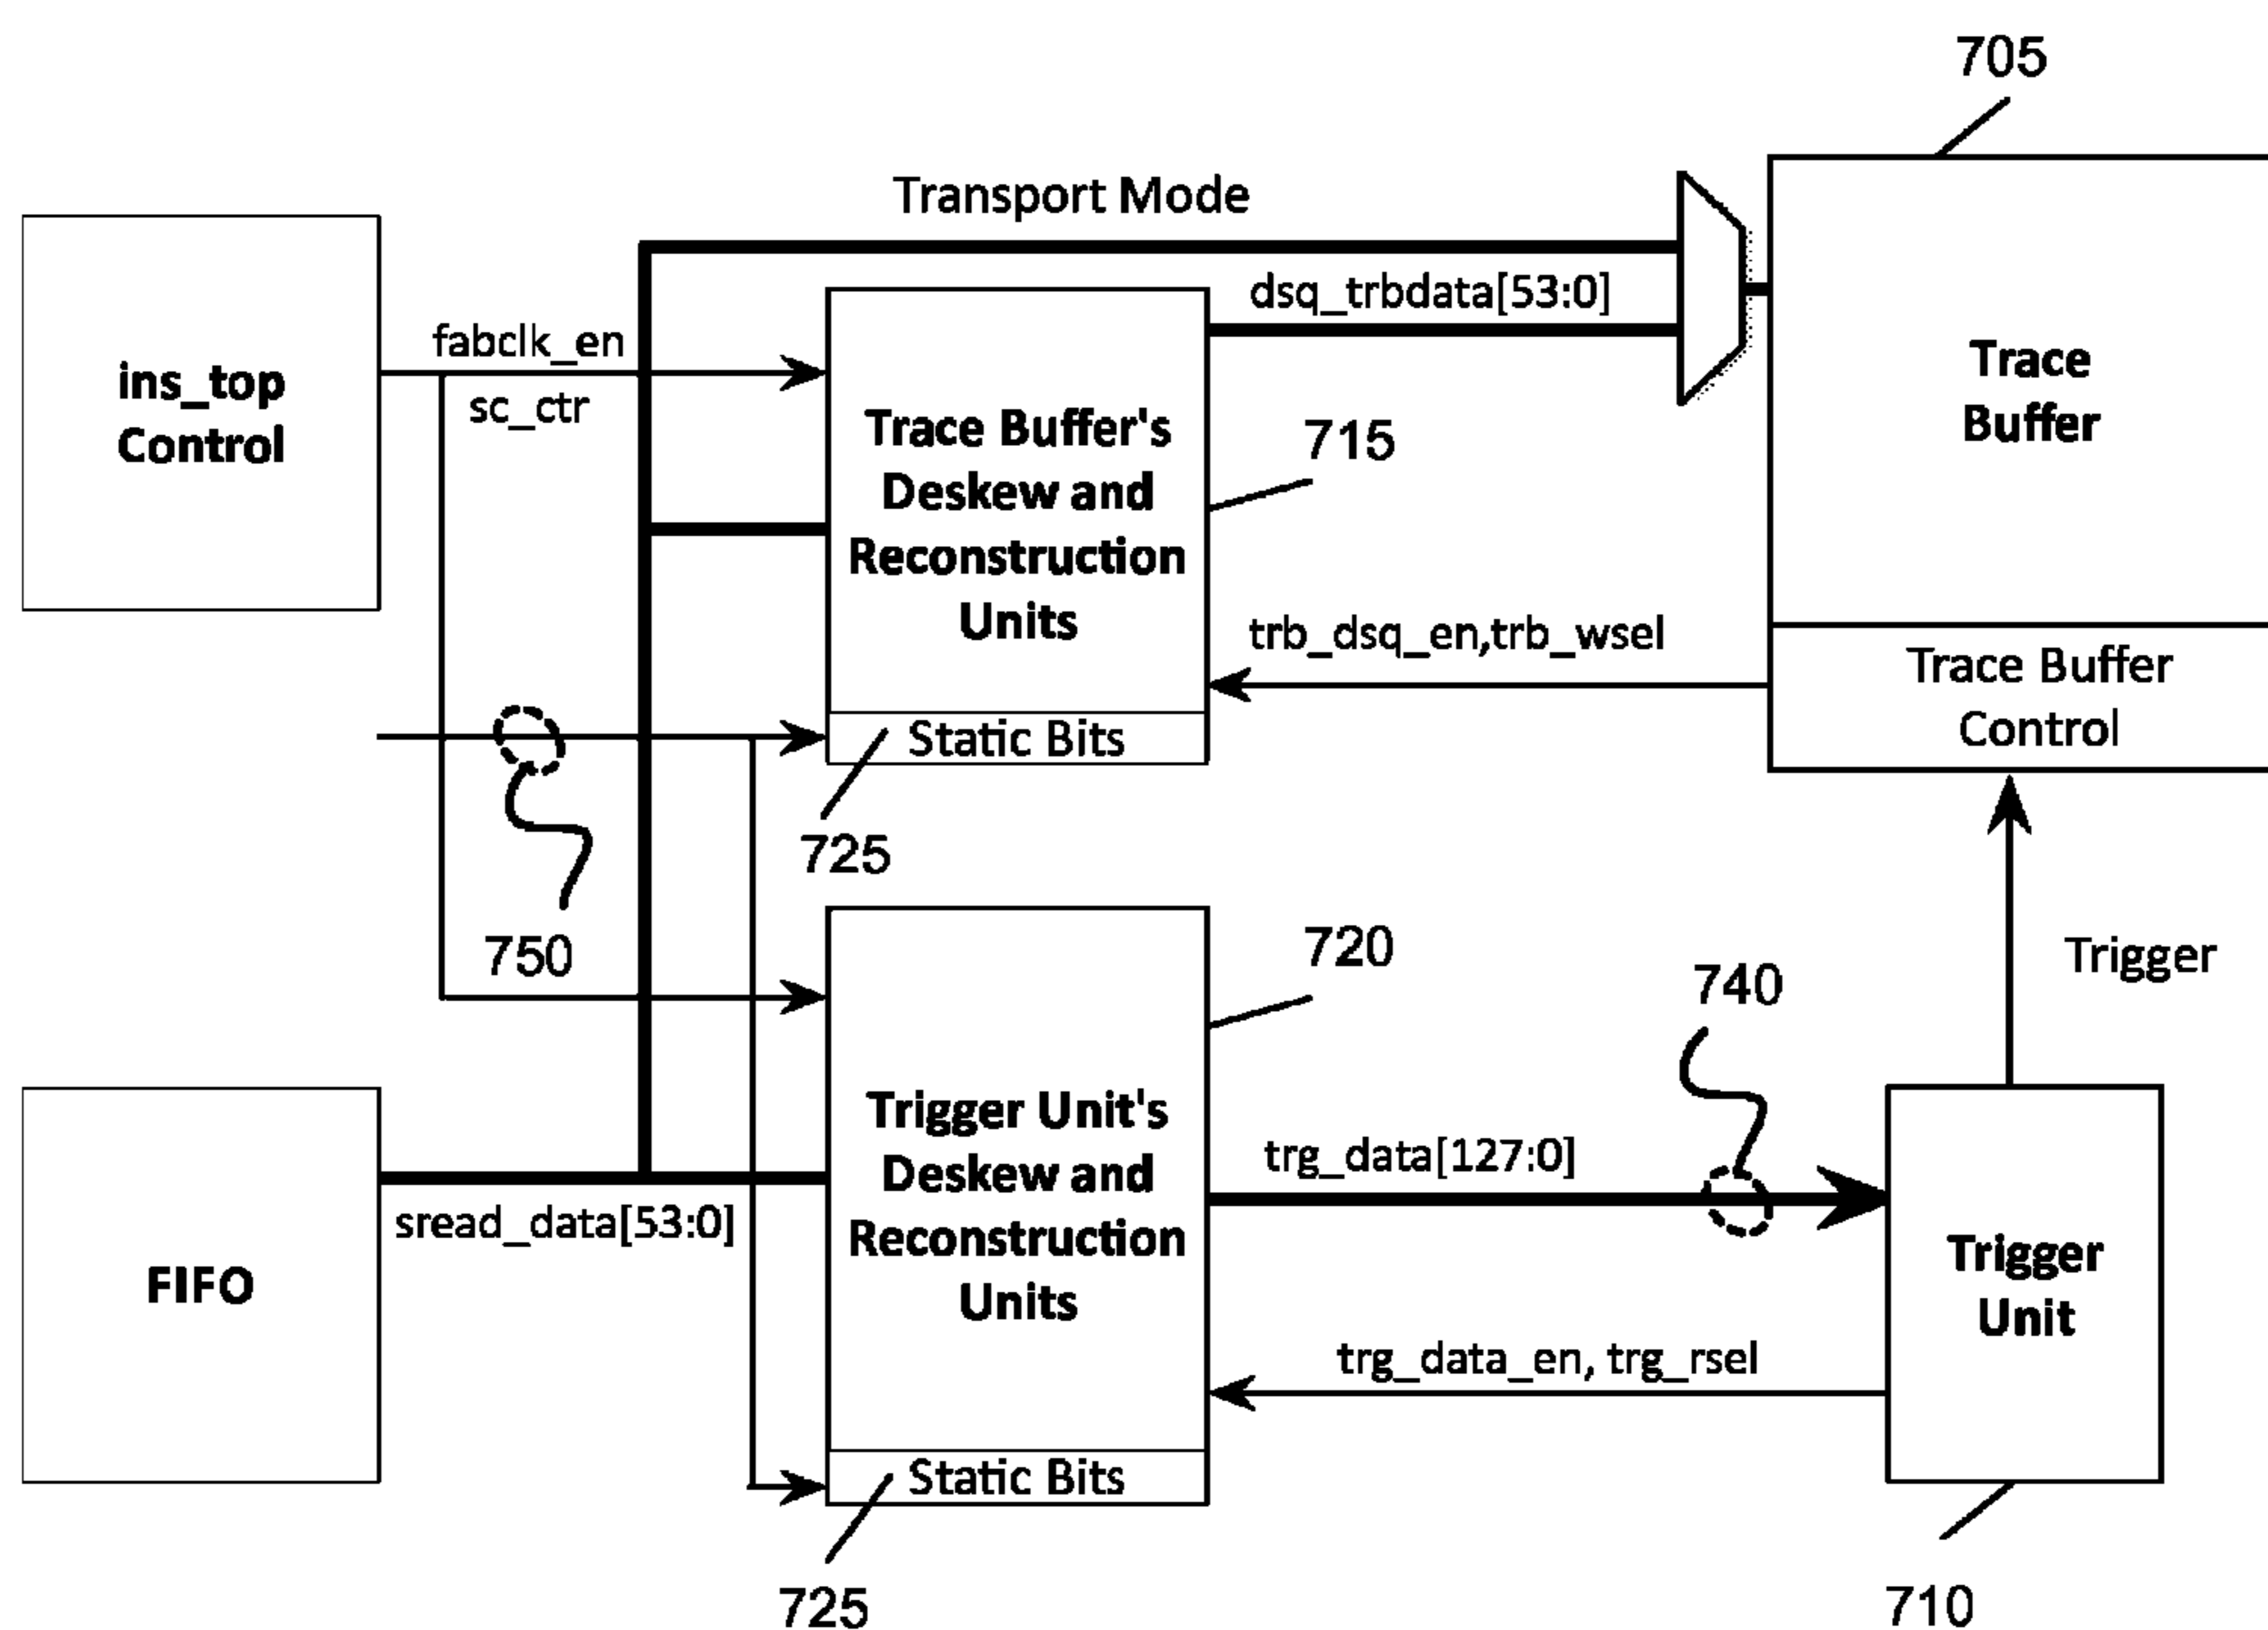 705
Transport Mode
dsq_trbdata[53:0]
fabclk_en
sc_ctr
ins_top
Control
Trace Buffer's
Deskew and
Reconstruction
Units
715
Trace
Buffer
trb_dsq_en,trb_wsel
Trace Buffer
Control
Static Bits
725
750
720
740
Trigger
Trigger Unit's
Deskew and
Reconstruction
Units
trg_data[127:0]
sread_data[53:0]
FIFO
Trigger
Unit
trg_data_en, trg_rsel
Static Bits
725
710